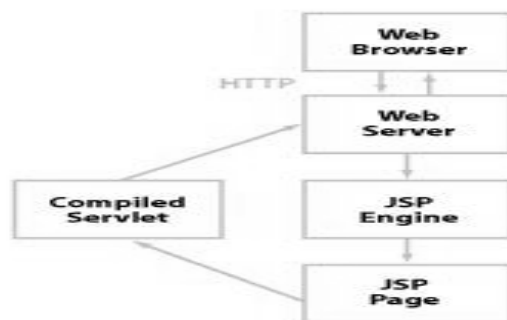 Web
Browser
HTTP
Web
Server
Compiled
Servlet
JSP
Engine
JSP
Page